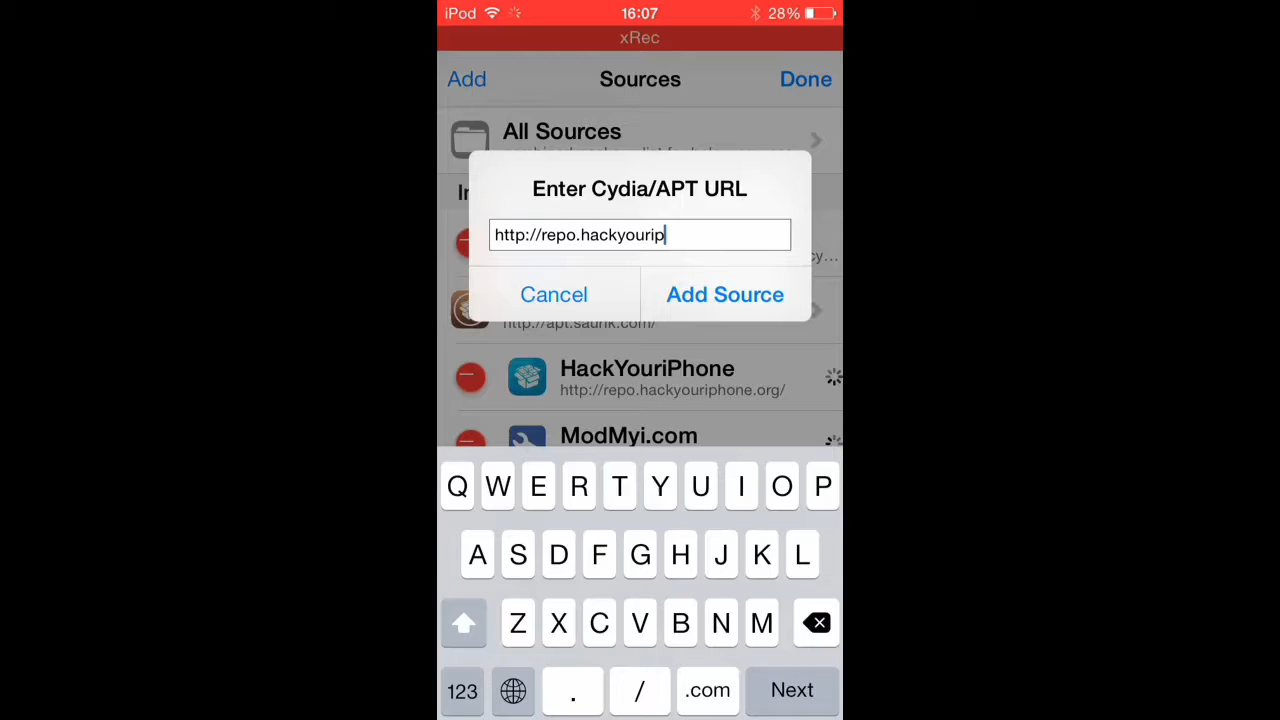 iPod 16:07 28%
xRec
Add Sources Done
All Sources
Enter Cydia/APT URL
http://repo.hackyourip
cy…
Cancel Add Source
http://apt.saurik.com/
HackYouriPhone
http://repo.hackyouriphone.org/
ModMyi.com
Q W E R T Y U I O P
A S D F G H J K L
Z X C V B N M
123 . / .com Next